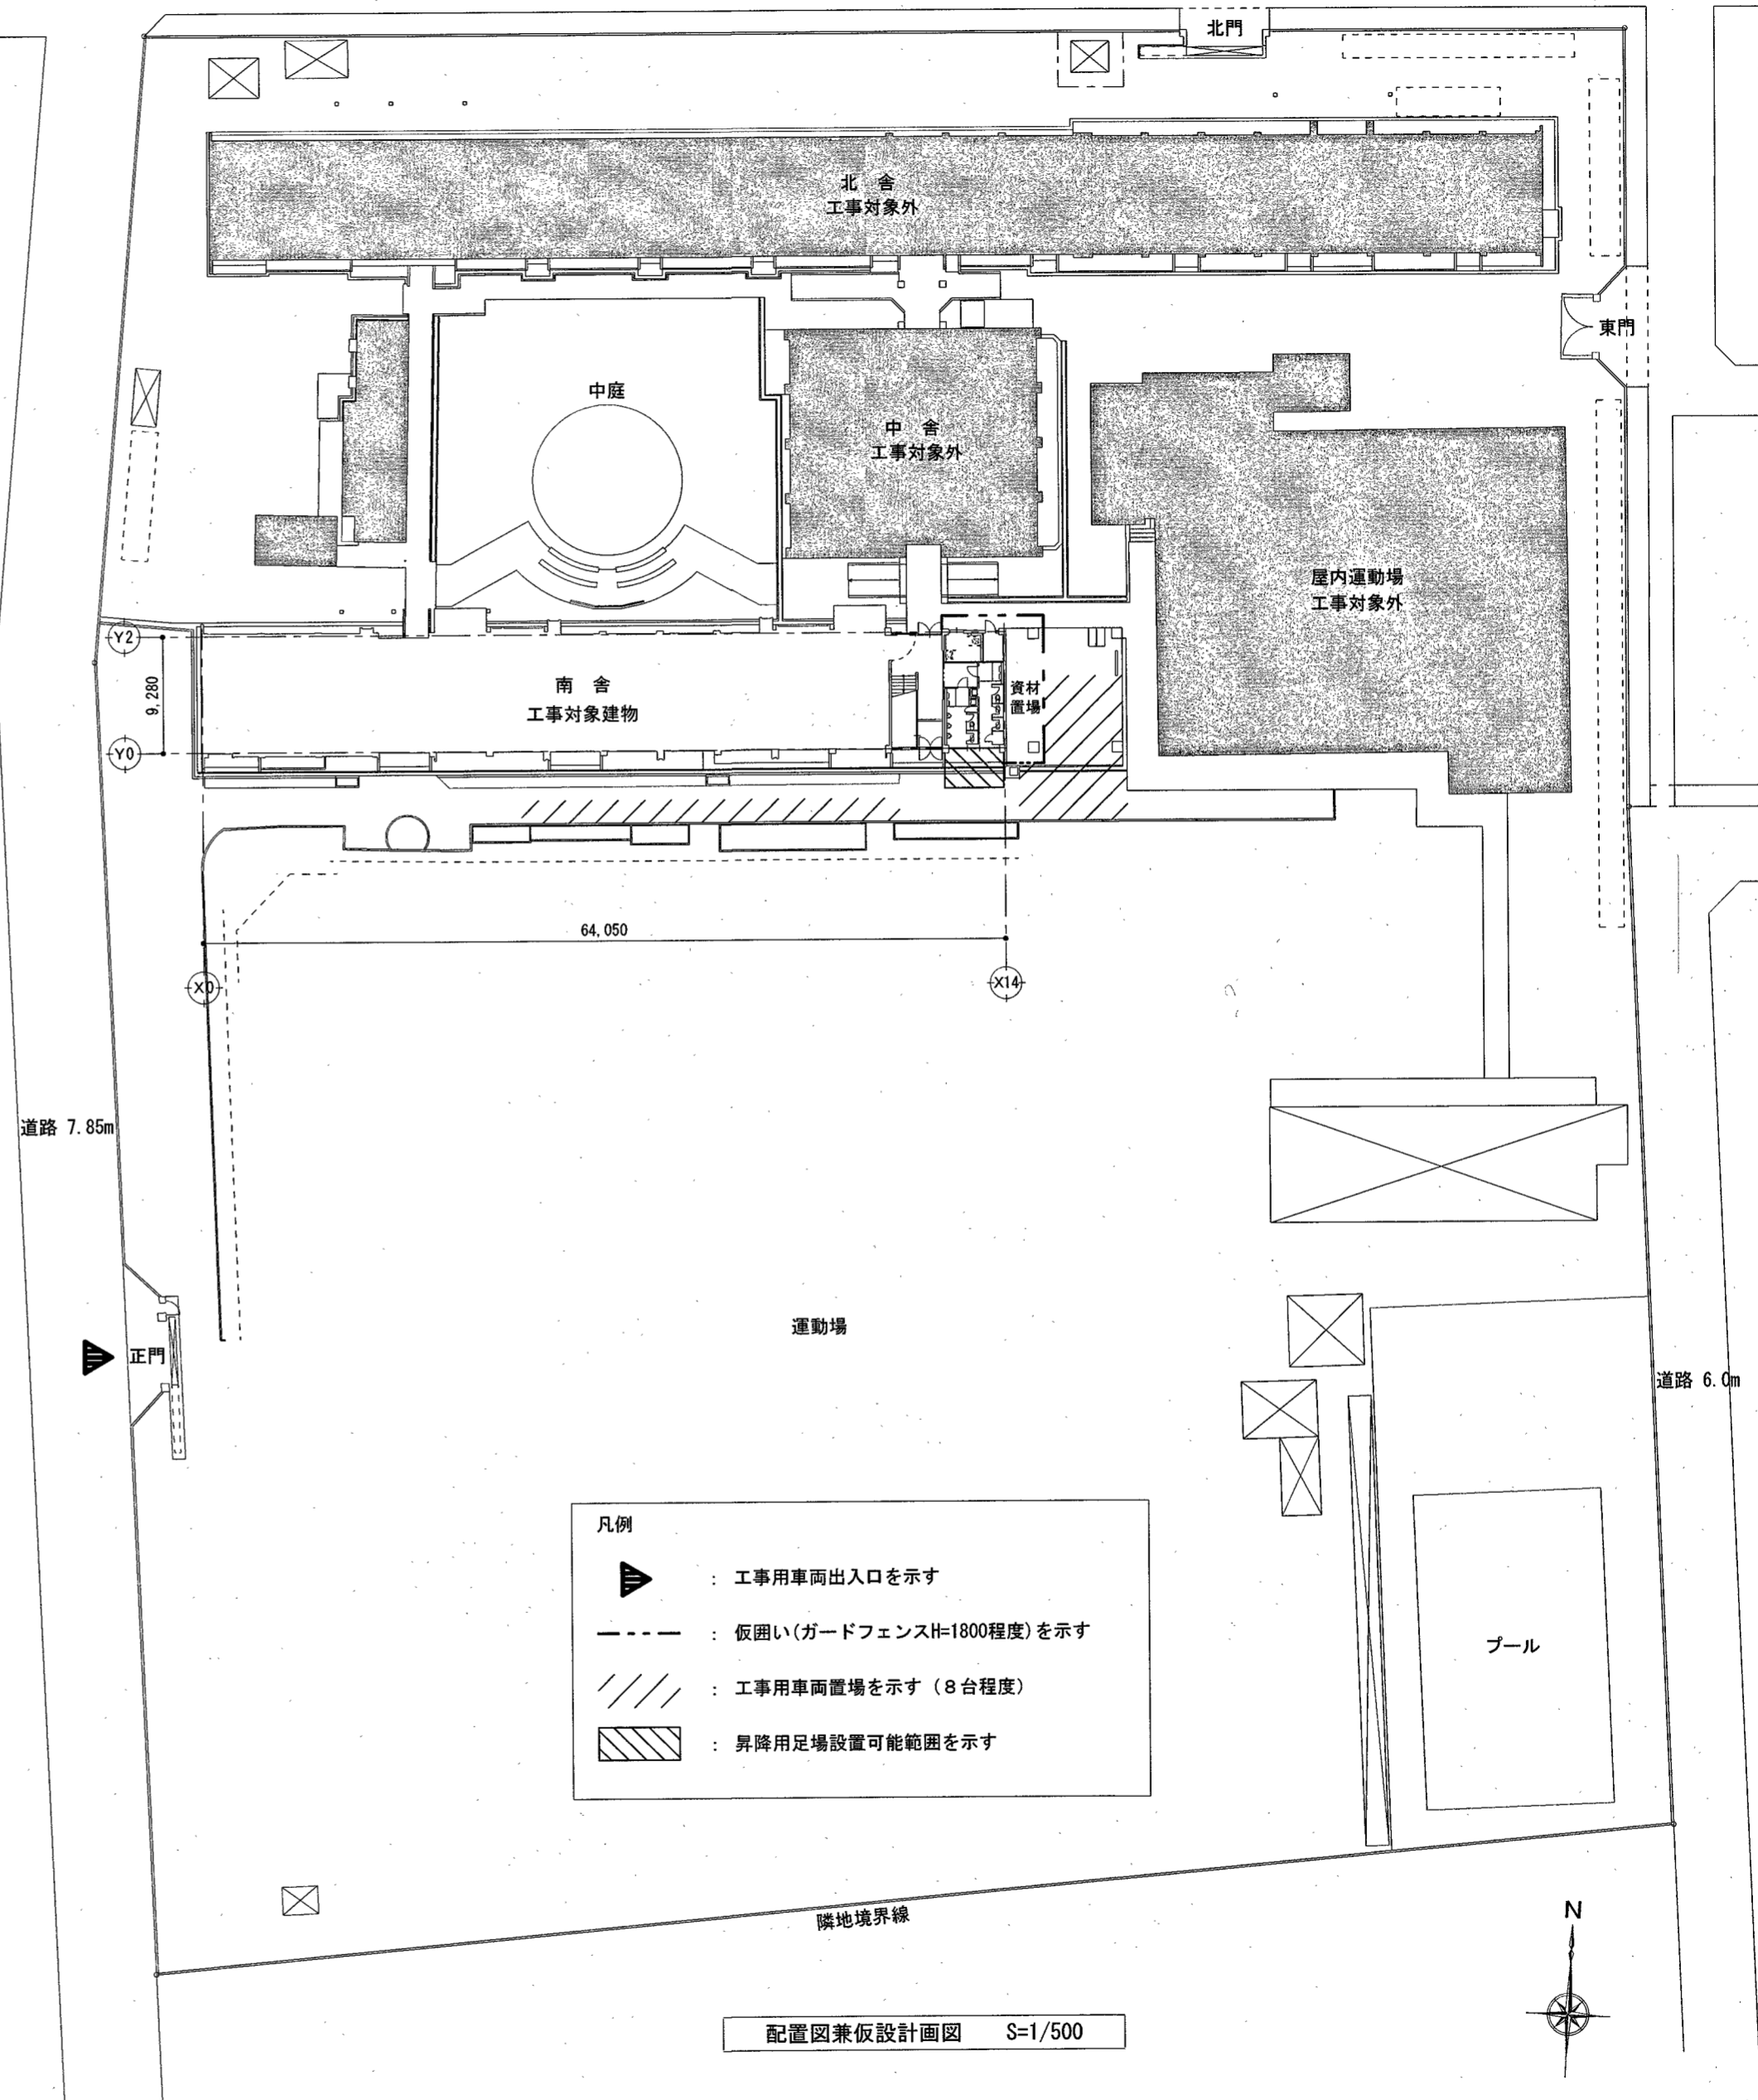 北門
北 舎
工事対象外
東門
中庭
中 舎
工事対象外
屋内運動場
工事対象外
Y2
9,280
南 舎
工事対象建物
資材
置場
Y0
64,050
X0
X14
道路 7.85m
運動場
正門
道路 6.0m
凡例
： 工事用車両出入口を示す
： 仮囲い(ガードフェンスH=1800程度)を示す
： 工事用車両置場を示す（８台程度）
： 昇降用足場設置可能範囲を示す
プール
隣地境界線
N
配置図兼仮設計画図 S=1/500